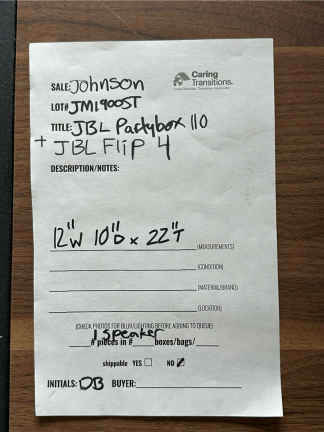 Caring
Transitions.
SALE: Johnson
LOT# JM1900ST
TITLE: JBL Partybox 110
+ JBL Flip 4
DESCRIPTION/NOTES:
12"W 10"D x 22"T (MEASUREMENTS)
(CONDITION)
(MATERIAL/BRAND)
(LOCATION)
(CHECK PHOTOS FOR BLUR/LIGHTING BEFORE ADDING TO QUEUE)
1 speaker
# pieces in # boxes/bags/
shippable YES NO
INITIALS: DB BUYER: